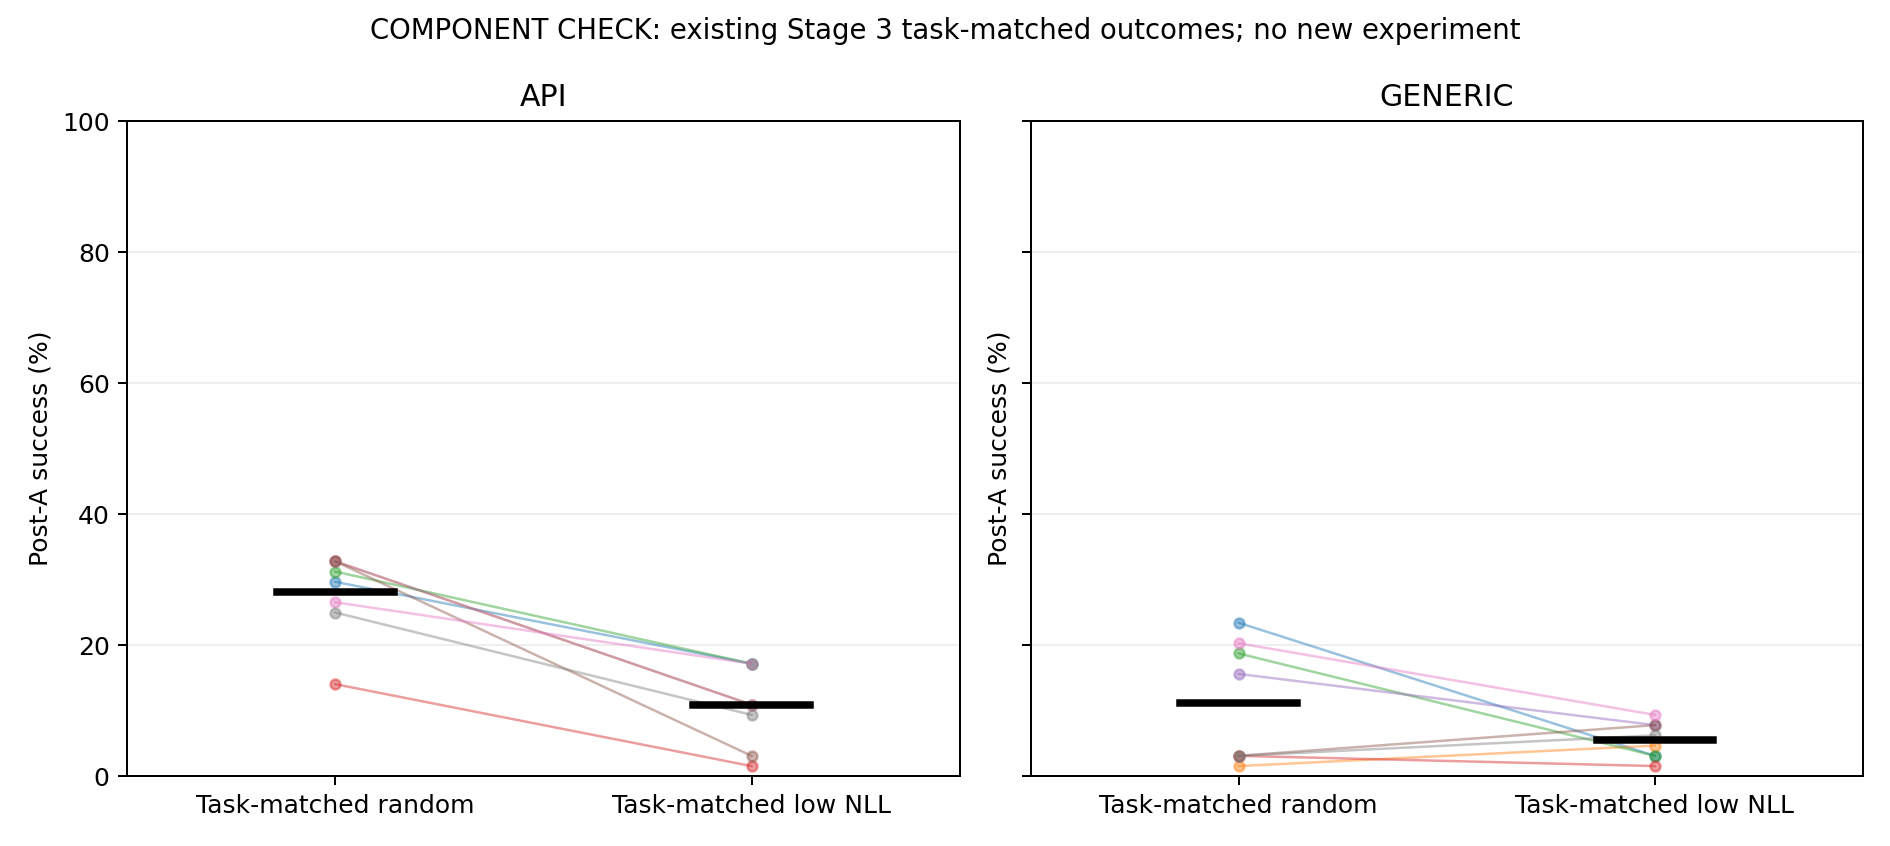 COMPONENT CHECK: existing Stage 3 task-matched outcomes; no new experiment
API
Post-A success (%)
100
80
60
40
20
0
Task-matched random
Task-matched low NLL
GENERIC
Post-A success (%)
Task-matched random
Task-matched low NLL